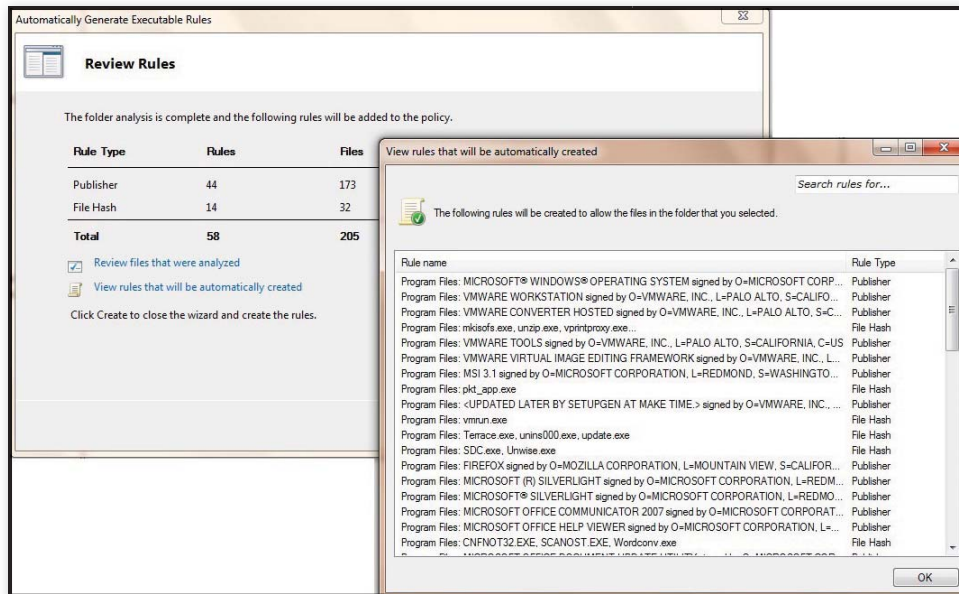 Automatically Generate Executable Rules
Review Rules
The folder analysis is complete and the following rules will be added to the policy.
Rule Type Rules Files
Publisher 44 173
File Hash 14 32
Total 58 205
Review files that were analyzed
View rules that will be automatically created
Click Create to close the wizard and create the rules.
View rules that will be automatically created
Search rules for...
The following rules will be created to allow the files in the folder that you selected.
Rule name Rule Type
Program Files: MICROSOFT® WINDOWS® OPERATING SYSTEM signed by O=MICROSOFT CORP... Publisher
Program Files: VMWARE WORKSTATION signed by O=VMWARE, INC., L=PALO ALTO, S=CALIFO... Publisher
Program Files: VMWARE CONVERTER HOSTED signed by O=VMWARE, INC., L=PALO ALTO, S=C... Publisher
Program Files: mkisofs.exe, unzip.exe, vprintproxy.exe... File Hash
Program Files: VMWARE TOOLS signed by O=VMWARE, INC., L=PALO ALTO, S=CALIFORNIA, C=US Publisher
Program Files: VMWARE VIRTUAL IMAGE EDITING FRAMEWORK signed by O=VMWARE, INC., L... Publisher
Program Files: MSI 3.1 signed by O=MICROSOFT CORPORATION, L=REDMOND, S=WASHINGTO... Publisher
Program Files: pkt_app.exe File Hash
Program Files: <UPDATED LATER BY SETUPGEN AT MAKE TIME.> signed by O=VMWARE, INC., ... Publisher
Program Files: vmrun.exe File Hash
Program Files: Terrace.exe, unins000.exe, update.exe File Hash
Program Files: SDC.exe, Unwise.exe File Hash
Program Files: FIREFOX signed by O=MOZILLA CORPORATION, L=MOUNTAIN VIEW, S=CALIFOR... Publisher
Program Files: MICROSOFT (R) SILVERLIGHT signed by O=MICROSOFT CORPORATION, L=REDM... Publisher
Program Files: MICROSOFT® SILVERLIGHT signed by O=MICROSOFT CORPORATION, L=REDMO... Publisher
Program Files: MICROSOFT OFFICE COMMUNICATOR 2007 signed by O=MICROSOFT CORPORAT... Publisher
Program Files: MICROSOFT OFFICE HELP VIEWER signed by O=MICROSOFT CORPORATION, L=... Publisher
Program Files: CNFNOT32.EXE, SCANOST.EXE, Wordconv.exe File Hash
OK